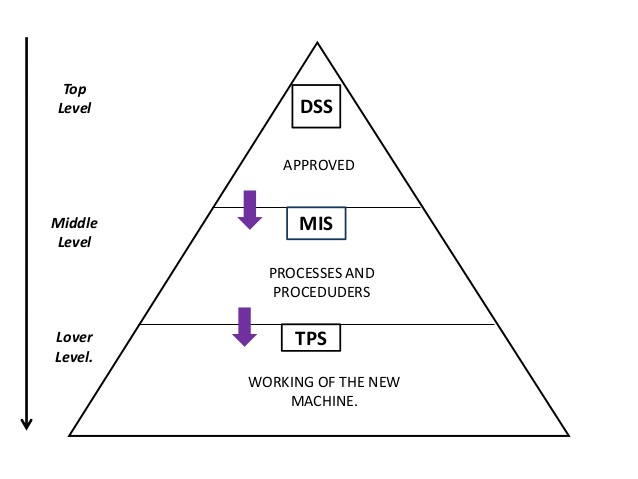 Top
Level
DSS
APPROVED
Middle
Level
MIS
PROCESSES AND
PROCEDUDERS
Lover
Level.
TPS
WORKING OF THE NEW
MACHINE.